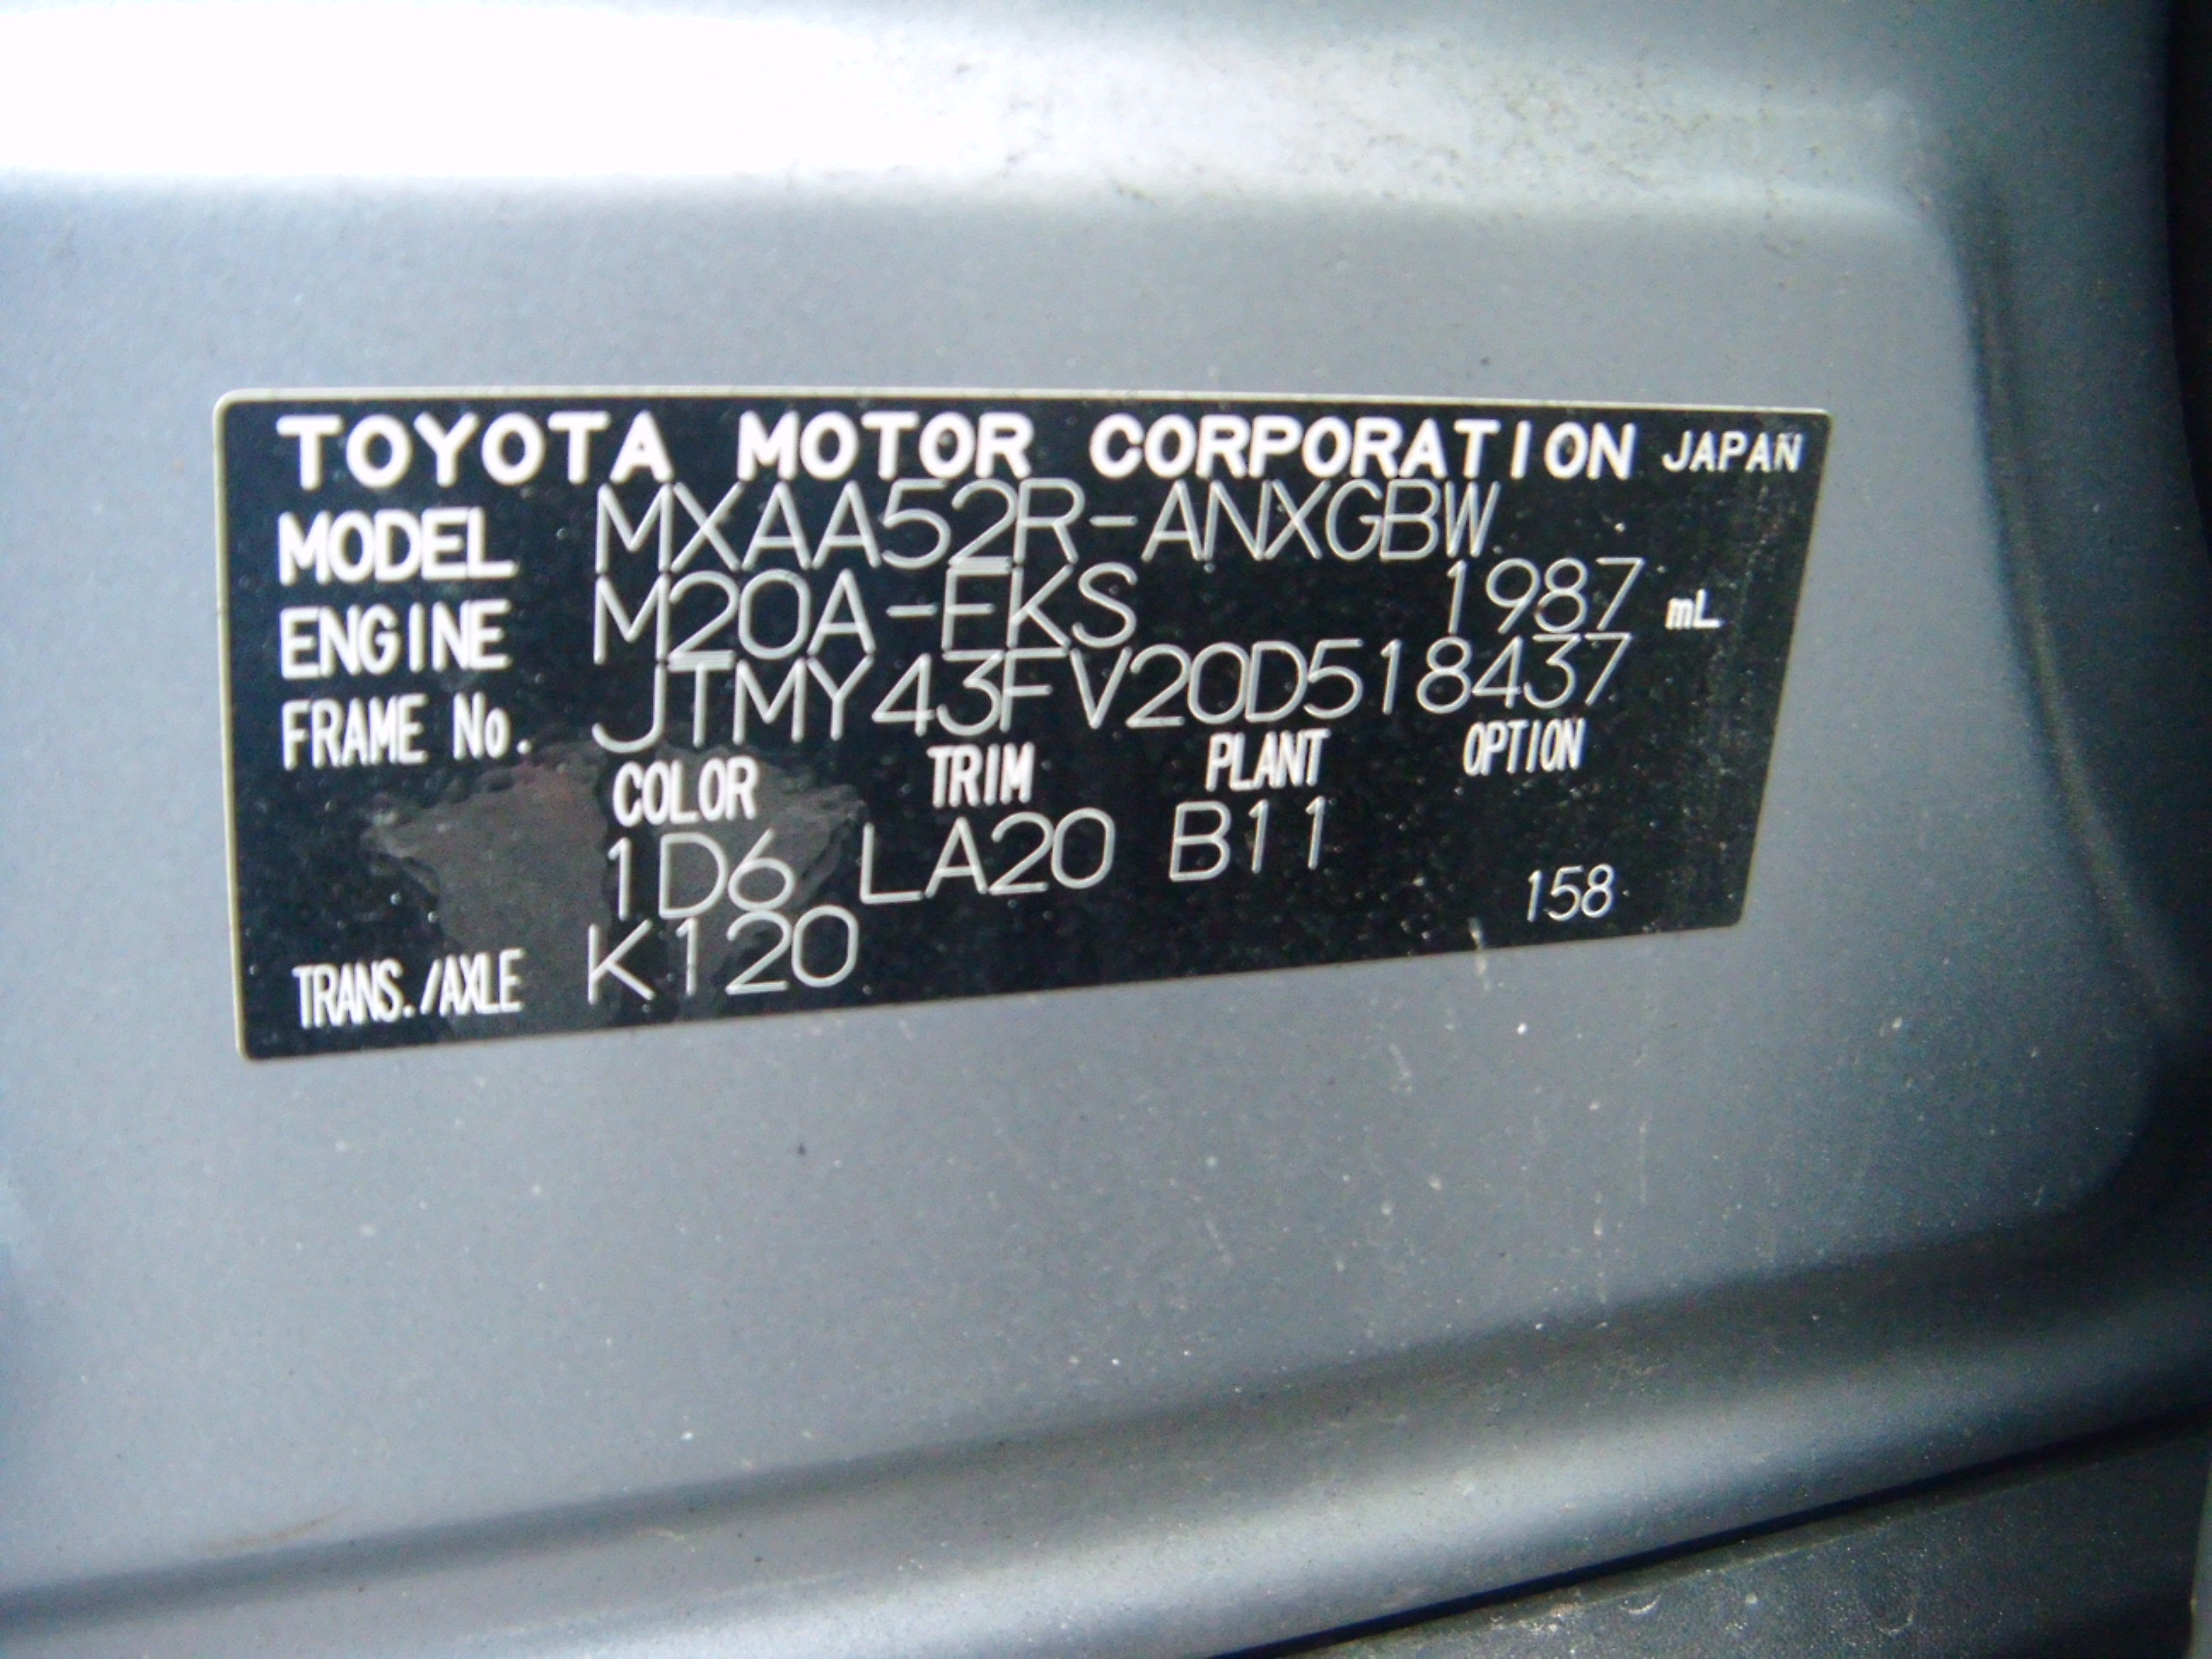 TOYOTA MOTOR CORPORATION JAPAN
MODEL MXAA52R-ANXGBW
ENGINE M20A-FKS 1987 mL
FRAME No. JTMY43FV20D518437
COLOR TRIM PLANT OPTION
1D6 LA20 B11
158
TRANS./AXLE K120